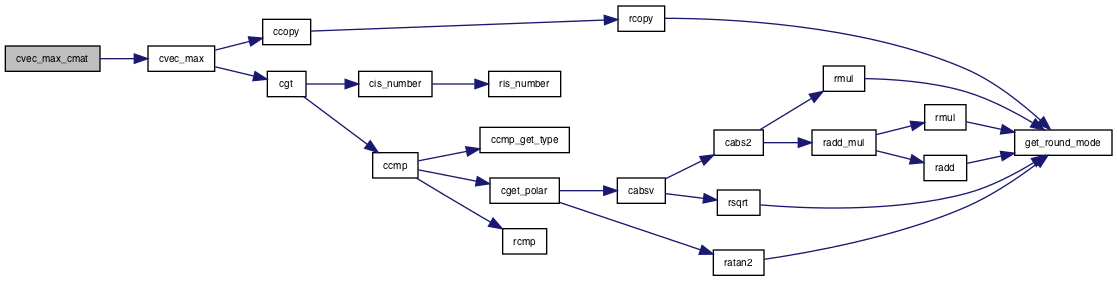 cvec_max_cmat
cvec_max
ccopy
rcopy
cgt
cis_number
ris_number
ccmp
ccmp_get_type
cget_polar
rcmp
cabsv
cabs2
rmul
radd_mul
rmul
radd
rsqrt
ratan2
get_round_mode